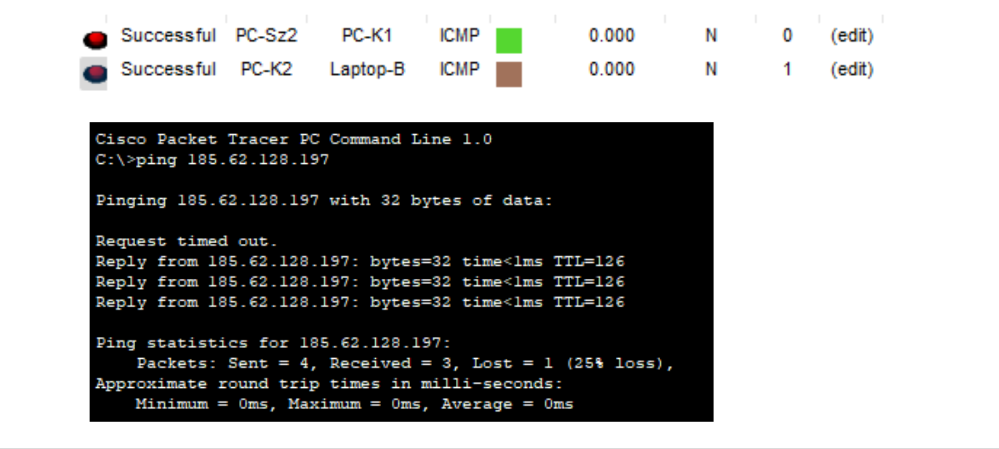 Successful PC-Sz2 PC-K1 ICMP 0.000 N 0 (edit)
Successful PC-K2 Laptop-B ICMP 0.000 N 1 (edit)
Cisco Packet Tracer PC Command Line 1.0
C:\>ping 185.62.128.197
Pinging 185.62.128.197 with 32 bytes of data:
Request timed out.
Reply from 185.62.128.197: bytes=32 time<1ms TTL=126
Reply from 185.62.128.197: bytes=32 time<1ms TTL=126
Reply from 185.62.128.197: bytes=32 time<1ms TTL=126
Ping statistics for 185.62.128.197:
Packets: Sent = 4, Received = 3, Lost = 1 (25% loss),
Approximate round trip times in milli-seconds:
Minimum = 0ms, Maximum = 0ms, Average = 0ms